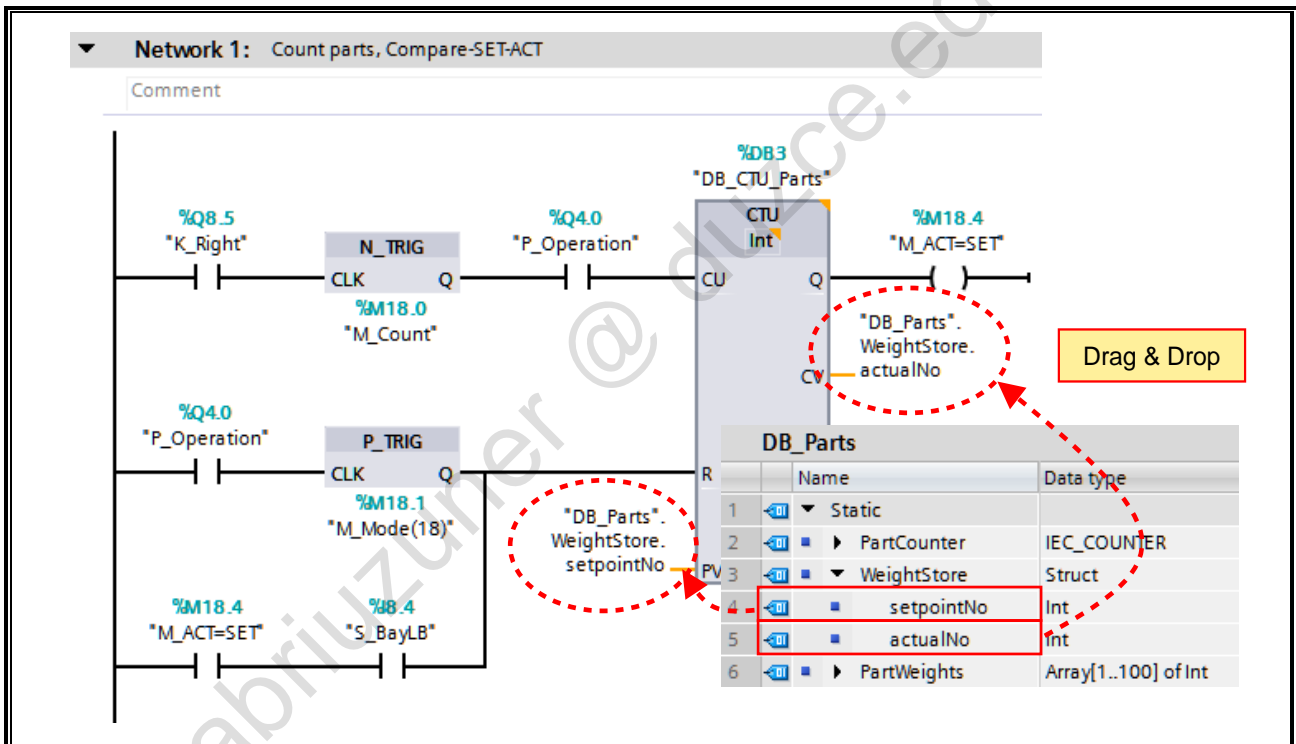 Network 1: Count parts, Compare-SET-ACT
Comment
%DB3
"DB_CTU_Parts"
%Q8.5
"K_Right"
N_TRIG
CLK Q
%M18.0
"M_Count"
%Q4.0
"P_Operation"
CTU
Int
CU Q
%M18.4
"M_ACT=SET"
"DB_Parts".
WeightStore.
actualNo
CV
Drag & Drop
%Q4.0
"P_Operation"
P_TRIG
CLK Q
%M18.1
"M_Mode(18)"
R
"DB_Parts".
WeightStore.
setpointNo
PV
%M18.4
"M_ACT=SET"
%I8.4
"S_BayLB"
DB_Parts
Name Data type
1 Static
2 PartCounter IEC_COUNTER
3 WeightStore Struct
4 setpointNo Int
5 actualNo Int
6 PartWeights Array[1..100] of Int
abriuzuner @ duzce.ed